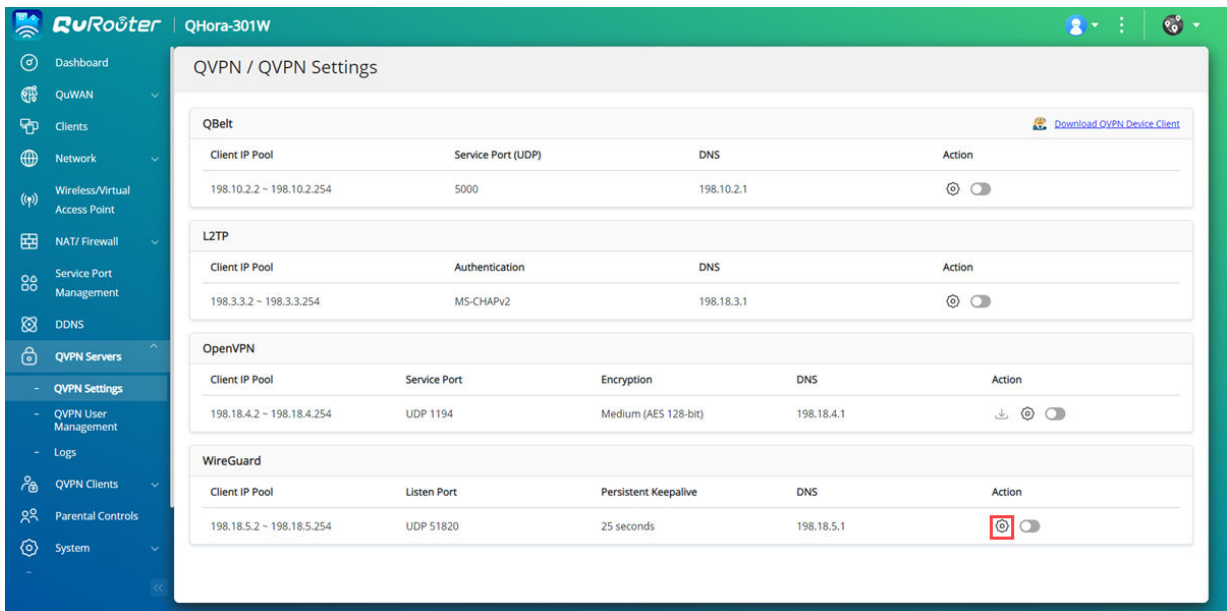 QuRouter | QHora-301W
Dashboard
QuWAN
Clients
Network
Wireless/Virtual
Access Point
NAT/ Firewall
Service Port
Management
DDNS
QVPN Servers
- QVPN Settings
- QVPN User
Management
- Logs
QVPN Clients
Parental Controls
System
QVPN / QVPN Settings
QBelt
Download QVPN Device Client
Client IP Pool Service Port (UDP) DNS Action
198.10.2.2 ~ 198.10.2.254 5000 198.10.2.1
L2TP
Client IP Pool Authentication DNS Action
198.3.3.2 ~ 198.3.3.254 MS-CHAPv2 198.18.3.1
OpenVPN
Client IP Pool Service Port Encryption DNS Action
198.18.4.2 ~ 198.18.4.254 UDP 1194 Medium (AES 128-bit) 198.18.4.1
WireGuard
Client IP Pool Listen Port Persistent Keepalive DNS Action
198.18.5.2 ~ 198.18.5.254 UDP 51820 25 seconds 198.18.5.1